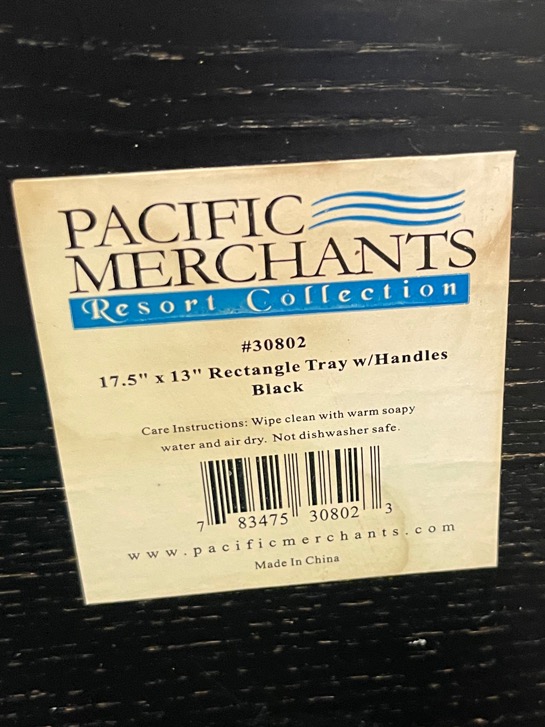 PACIFIC
MERCHANTS
Resort Collection
#30802
17.5" x 13" Rectangle Tray w/Handles
Black
Care Instructions: Wipe clean with warm soapy
water and air dry. Not dishwasher safe.
7 83475 30802 3
www.pacificmerchants.com
Made In China